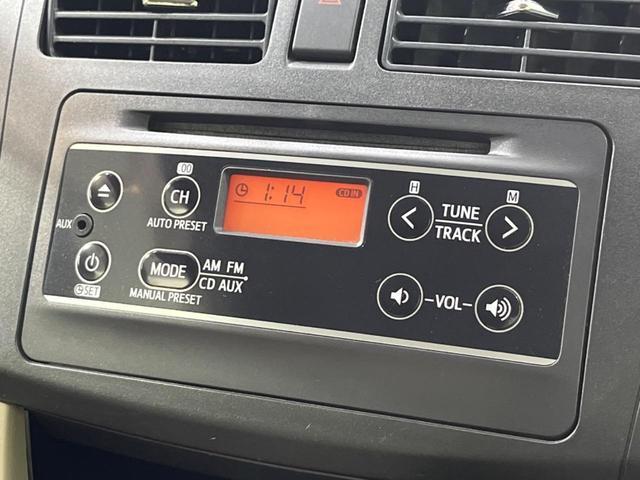 :00
CH
AUTO PRESET
AUX
SET
MODE
AM FM
CD AUX
MANUAL PRESET
1:14
CD IN
H
M
TUNE
TRACK
VOL